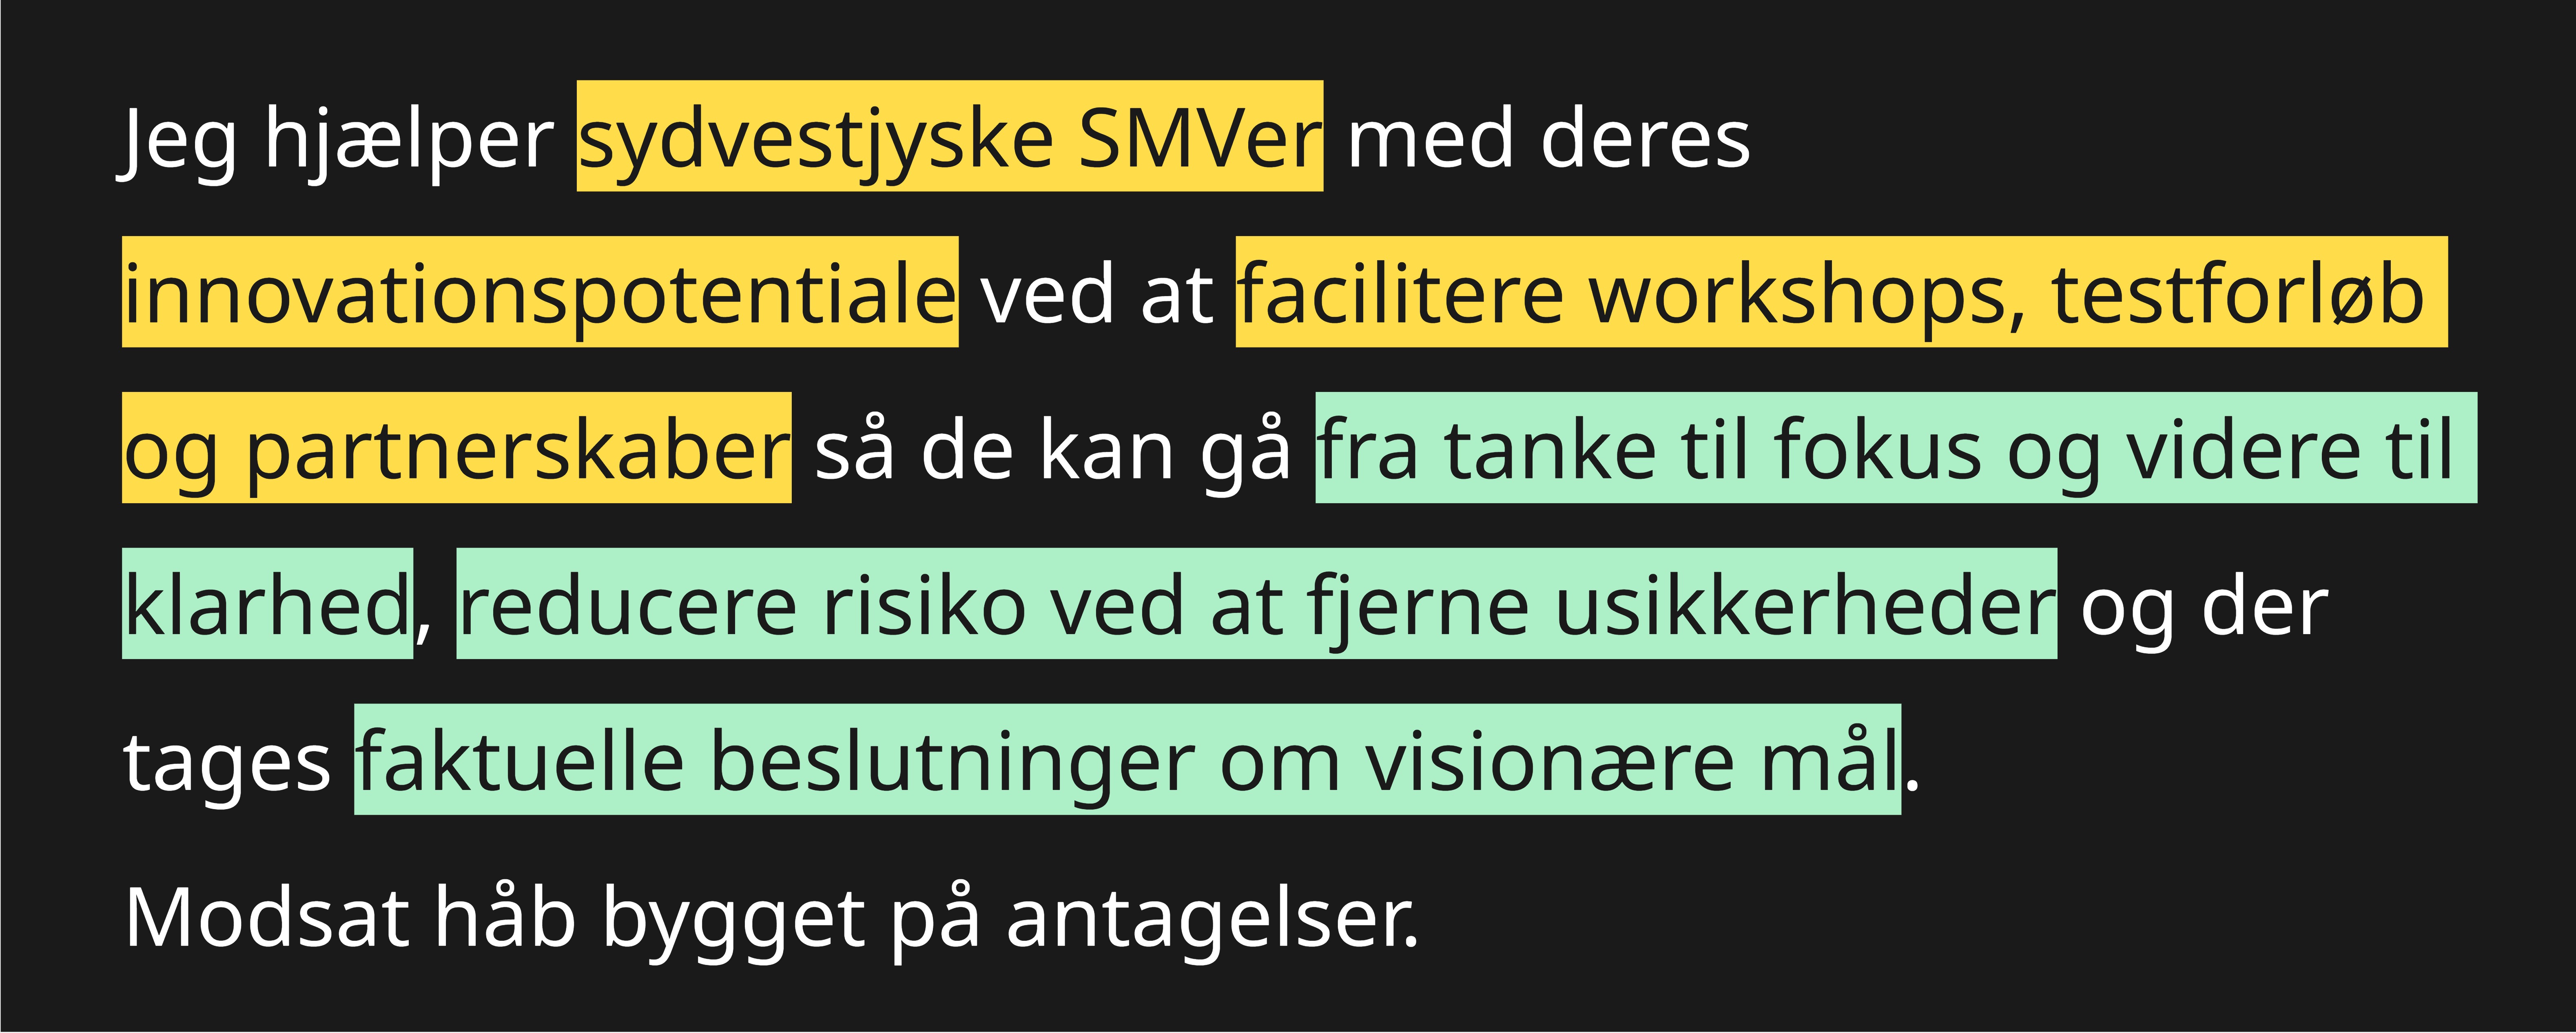 Jeg hjælper sydvestjyske SMVer med deres
innovationspotentiale ved at facilitere workshops, testforløb
og partnerskaber så de kan gå fra tanke til fokus og videre til
klarhed, reducere risiko ved at fjerne usikkerheder og der
tages faktuelle beslutninger om visionære mål.
Modsat håb bygget på antagelser.